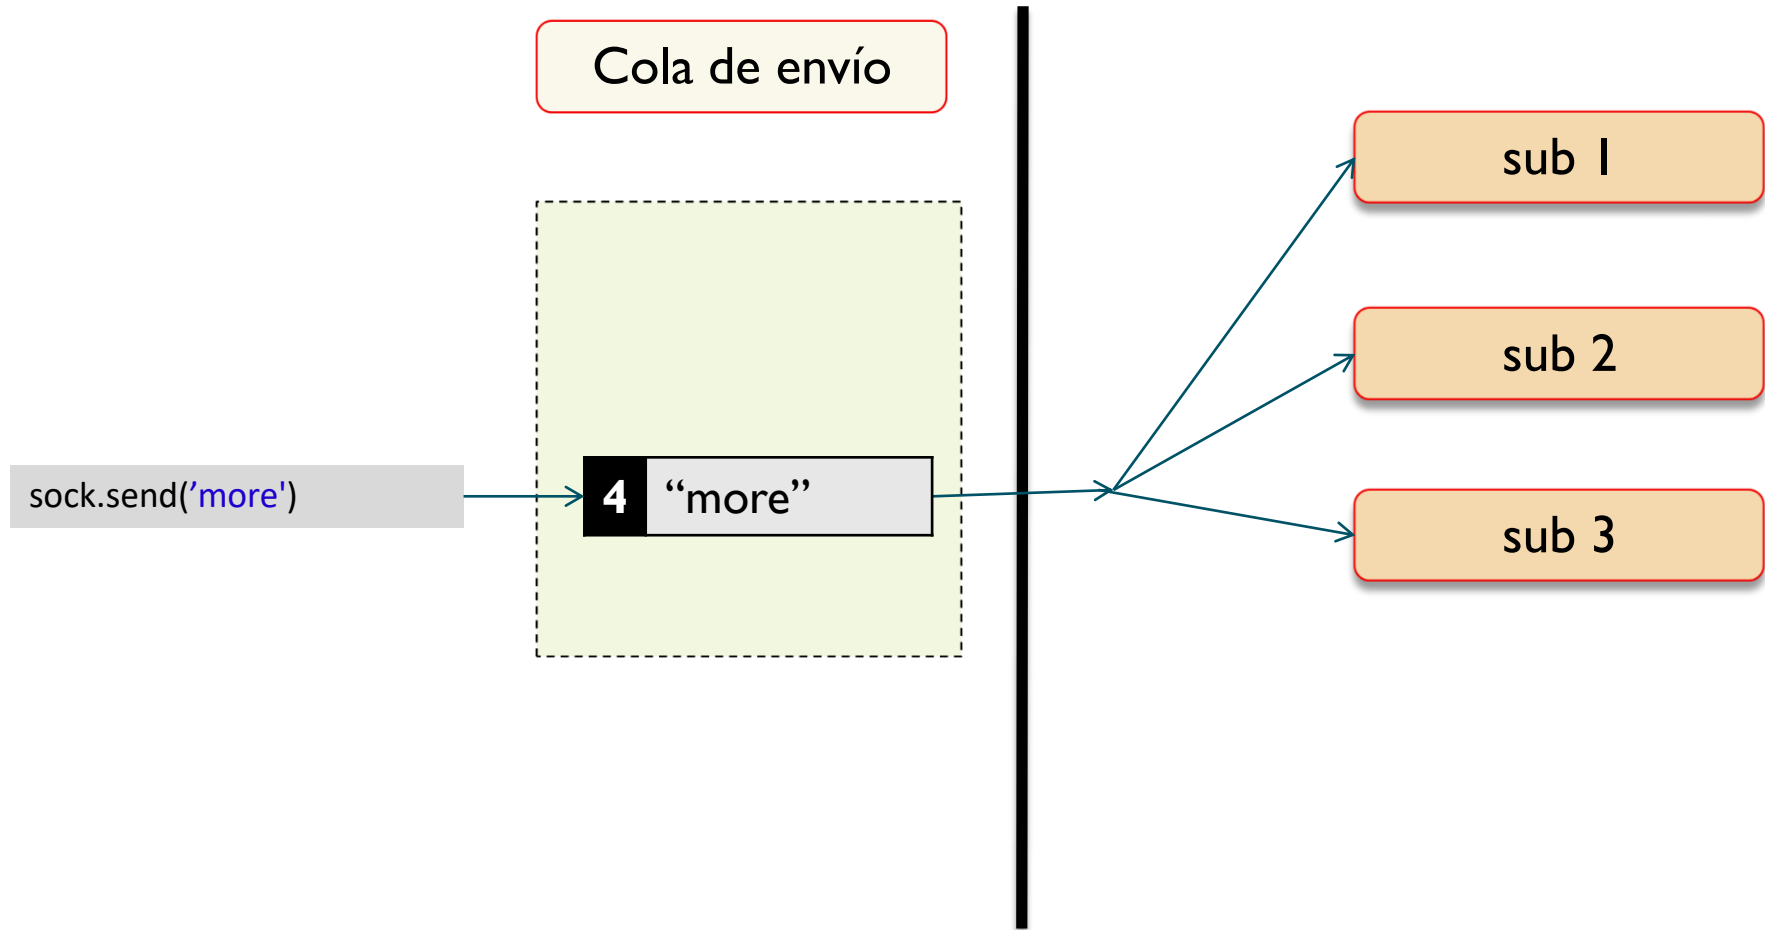 Cola de envío
sub 1
sub 2
sock.send(’more')
4 “more”
sub 3